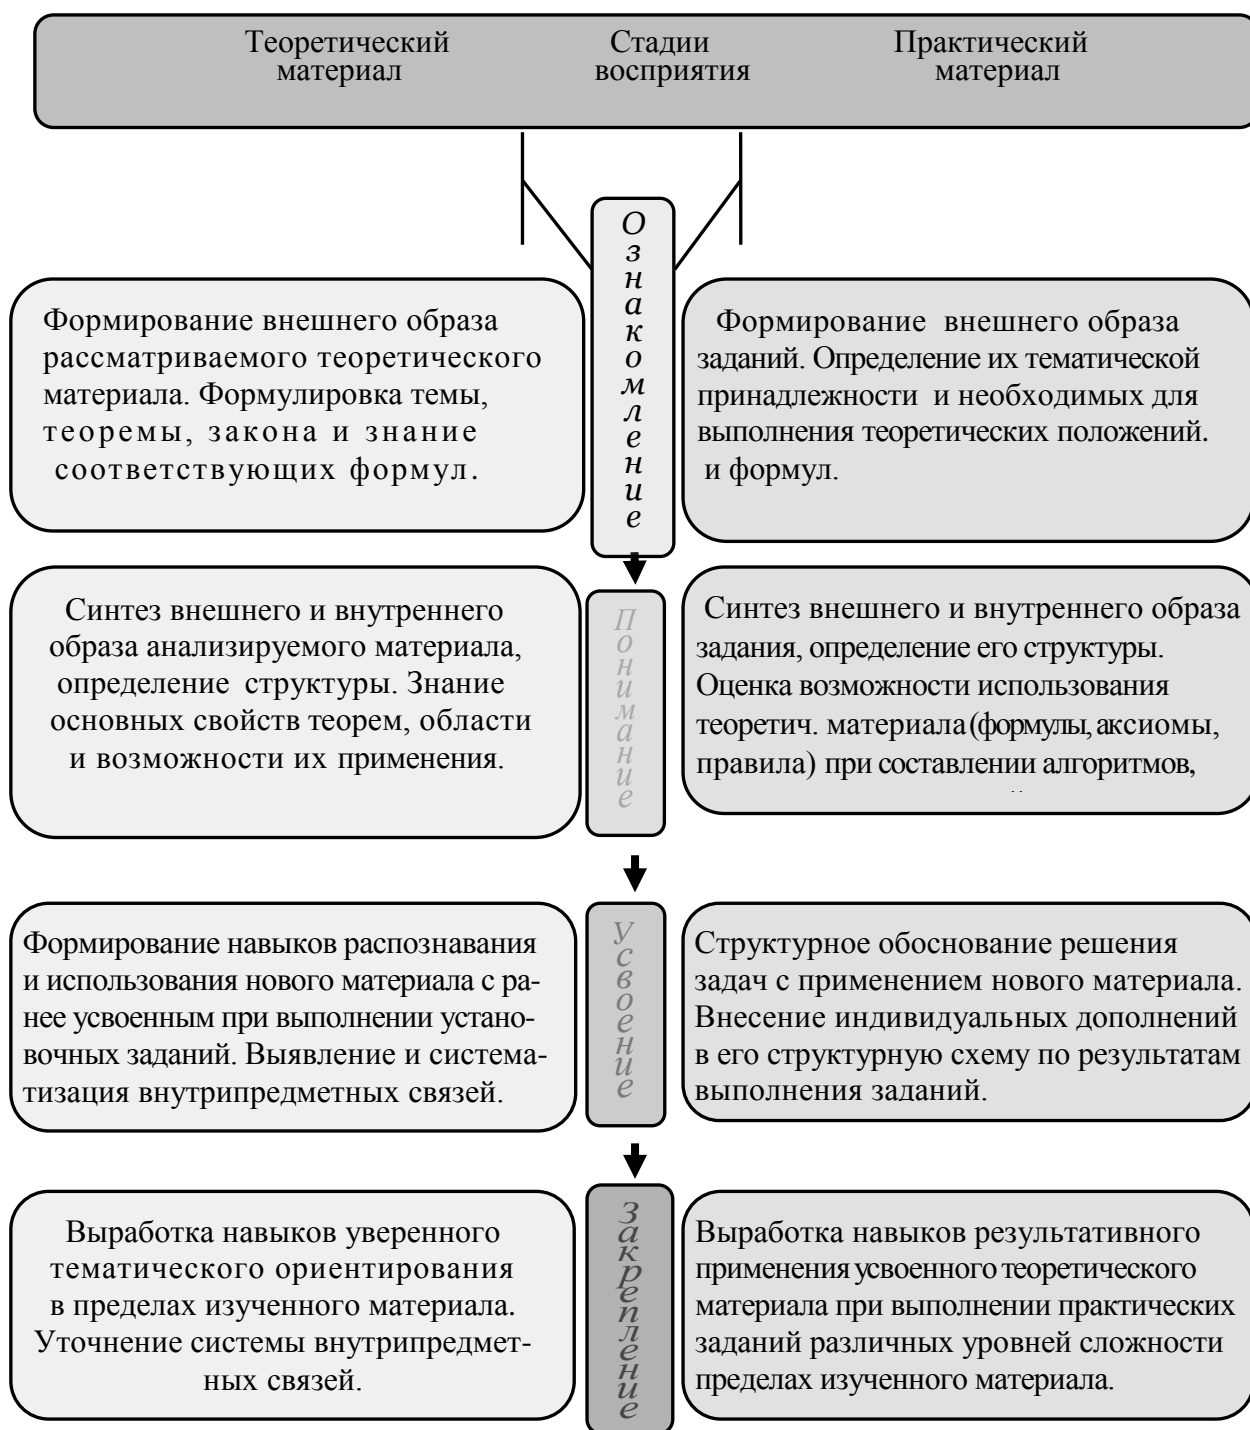 Теоретический материал
Стадии восприятия
Практический материал
Ознакомление
Формирование внешнего образа
рассматриваемого теоретического
материала. Формулировка темы,
теоремы, закона и знание
соответствующих формул.
Формирование внешнего образа
заданий. Определение их тематической
принадлежности и необходимых для
выполнения теоретических положений.
и формул.
Понимание
Синтез внешнего и внутреннего
образа анализируемого материала,
определение структуры. Знание
основных свойств теорем, области
и возможности их применения.
Синтез внешнего и внутреннего образа
задания, определение его структуры.
Оценка возможности использования
теоретич. материала (формулы, аксиомы,
правила) при составлении алгоритмов,
Усвоение
Формирование навыков распознавания
и использования нового материала с ра-
нее усвоенным при выполнении устано-
вочных заданий. Выявление и система-
тизация внутрипредметных связей.
Структурное обоснование решения
задач с применением нового материала.
Внесение индивидуальных дополнений
в его структурную схему по результатам
выполнения заданий.
Закрепление
Выработка навыков уверенного
тематического ориентирования
в пределах изученного материала.
Уточнение системы внутрипредмет-
ных связей.
Выработка навыков результативного
применения усвоенного теоретического
материала при выполнении практических
заданий различных уровней сложности
пределах изученного материала.